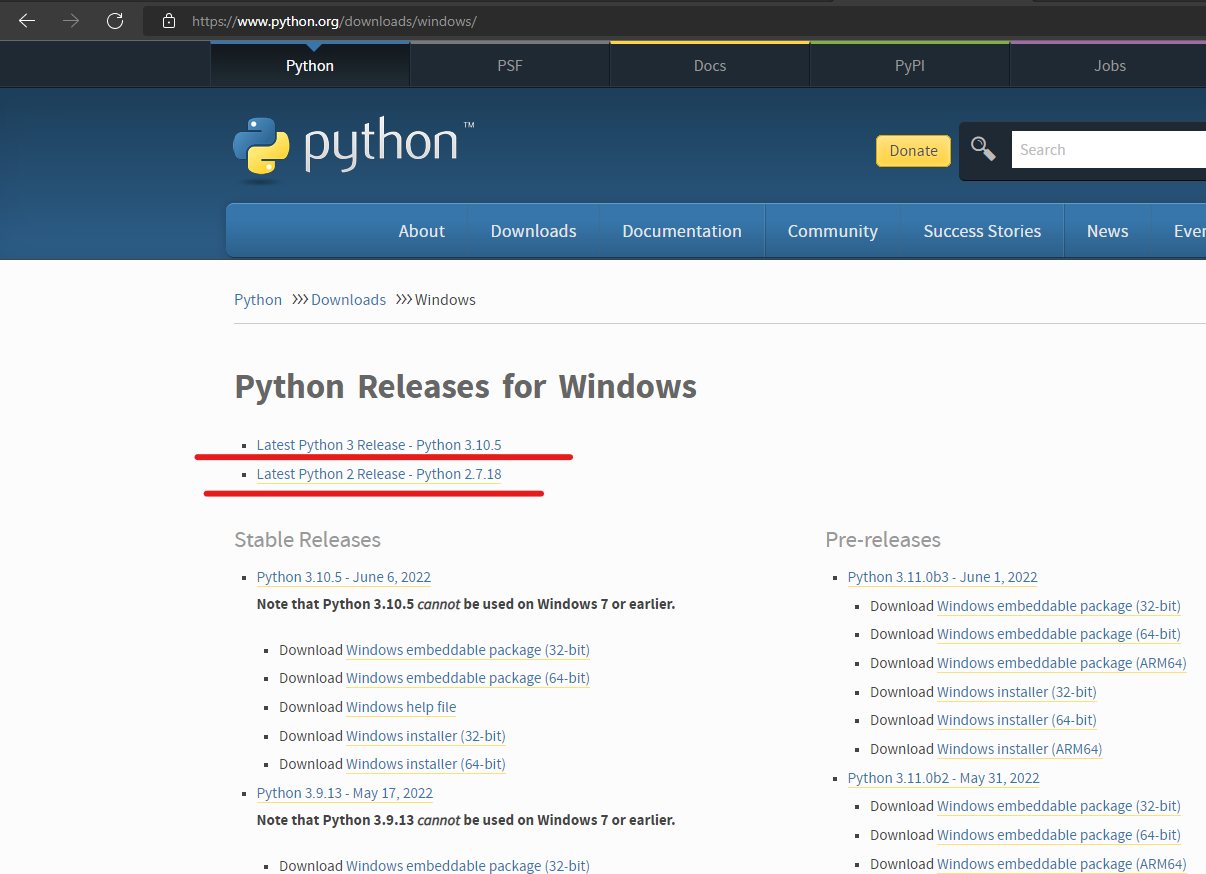 https://www.python.org/downloads/windows/
Python PSF Docs PyPI Jobs
python™
Donate Search
About Downloads Documentation Community Success Stories News
Python >>> Downloads >>> Windows
Python Releases for Windows
Latest Python 3 Release - Python 3.10.5
Latest Python 2 Release - Python 2.7.18
Stable Releases
Python 3.10.5 - June 6, 2022
Note that Python 3.10.5 cannot be used on Windows 7 or earlier.
Download Windows embeddable package (32-bit)
Download Windows embeddable package (64-bit)
Download Windows help file
Download Windows installer (32-bit)
Download Windows installer (64-bit)
Python 3.9.13 - May 17, 2022
Note that Python 3.9.13 cannot be used on Windows 7 or earlier.
Download Windows embeddable package (32-bit)
Pre-releases
Python 3.11.0b3 - June 1, 2022
Download Windows embeddable package (32-bit)
Download Windows embeddable package (64-bit)
Download Windows embeddable package (ARM64)
Download Windows installer (32-bit)
Download Windows installer (64-bit)
Download Windows installer (ARM64)
Python 3.11.0b2 - May 31, 2022
Download Windows embeddable package (32-bit)
Download Windows embeddable package (64-bit)
Download Windows embeddable package (ARM64)